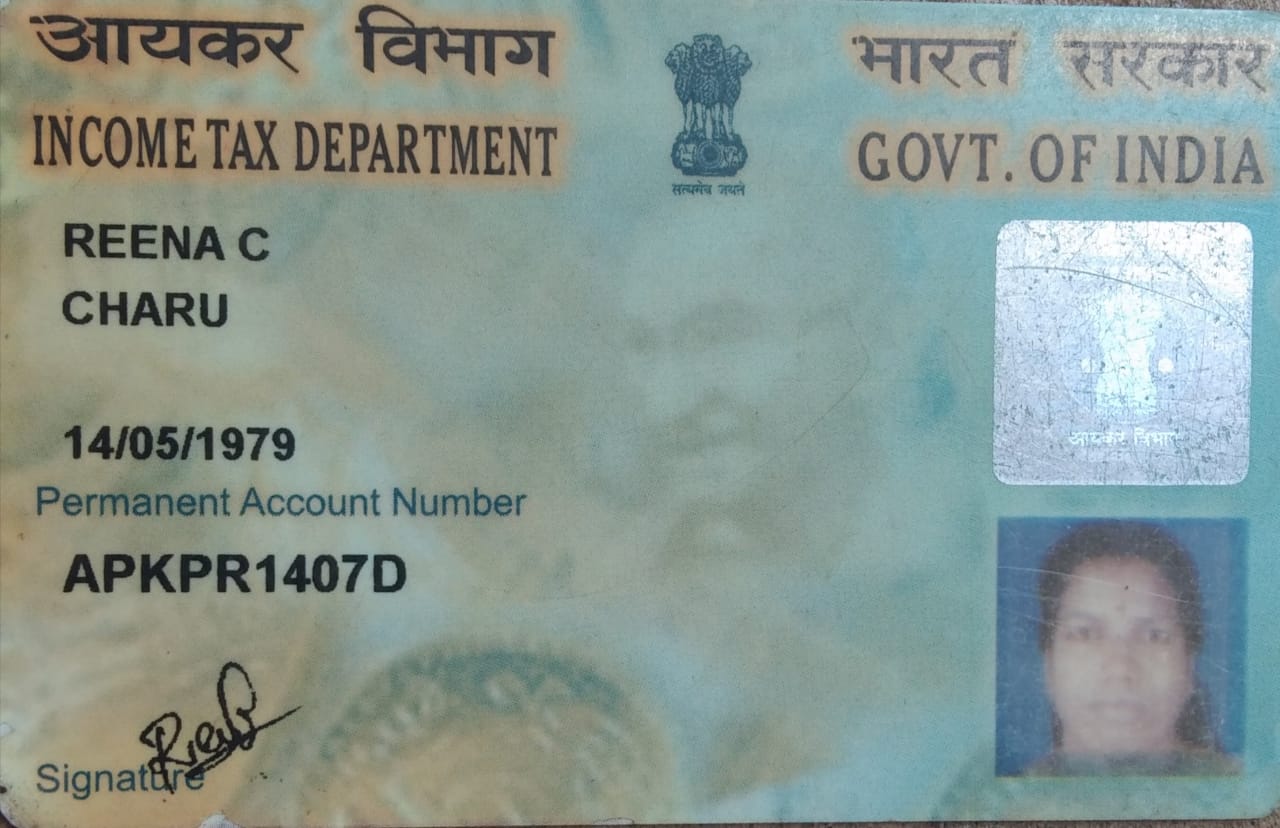 आयकर विभाग
INCOME TAX DEPARTMENT
सत्यमेव जयते
भारत सरकार
GOVT. OF INDIA
REENA C
CHARU
14/05/1979
Permanent Account Number
APKPR1407D
Signature
आयकर विभाग